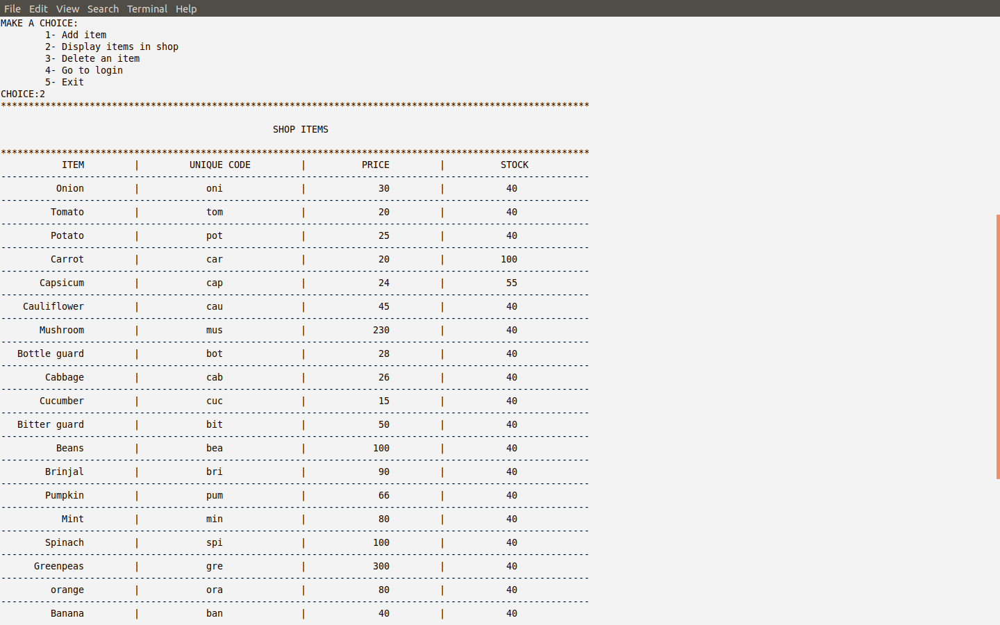 File Edit View Search Terminal Help
MAKE A CHOICE:
1- Add item
2- Display items in shop
3- Delete an item
4- Go to login
5- Exit
CHOICE:2
**********************************************************************************************************
SHOP ITEMS
**********************************************************************************************************
ITEM | UNIQUE CODE | PRICE | STOCK
----------------------------------------------------------------------------------------------------------
Onion | oni | 30 | 40
----------------------------------------------------------------------------------------------------------
Tomato | tom | 20 | 40
----------------------------------------------------------------------------------------------------------
Potato | pot | 25 | 40
----------------------------------------------------------------------------------------------------------
Carrot | car | 20 | 100
----------------------------------------------------------------------------------------------------------
Capsicum | cap | 24 | 55
----------------------------------------------------------------------------------------------------------
Cauliflower | cau | 45 | 40
----------------------------------------------------------------------------------------------------------
Mushroom | mus | 230 | 40
----------------------------------------------------------------------------------------------------------
Bottle guard | bot | 28 | 40
----------------------------------------------------------------------------------------------------------
Cabbage | cab | 26 | 40
----------------------------------------------------------------------------------------------------------
Cucumber | cuc | 15 | 40
----------------------------------------------------------------------------------------------------------
Bitter guard | bit | 50 | 40
----------------------------------------------------------------------------------------------------------
Beans | bea | 100 | 40
----------------------------------------------------------------------------------------------------------
Brinjal | bri | 90 | 40
----------------------------------------------------------------------------------------------------------
Pumpkin | pum | 66 | 40
----------------------------------------------------------------------------------------------------------
Mint | min | 80 | 40
----------------------------------------------------------------------------------------------------------
Spinach | spi | 100 | 40
----------------------------------------------------------------------------------------------------------
Greenpeas | gre | 300 | 40
----------------------------------------------------------------------------------------------------------
orange | ora | 80 | 40
----------------------------------------------------------------------------------------------------------
Banana | ban | 40 | 40